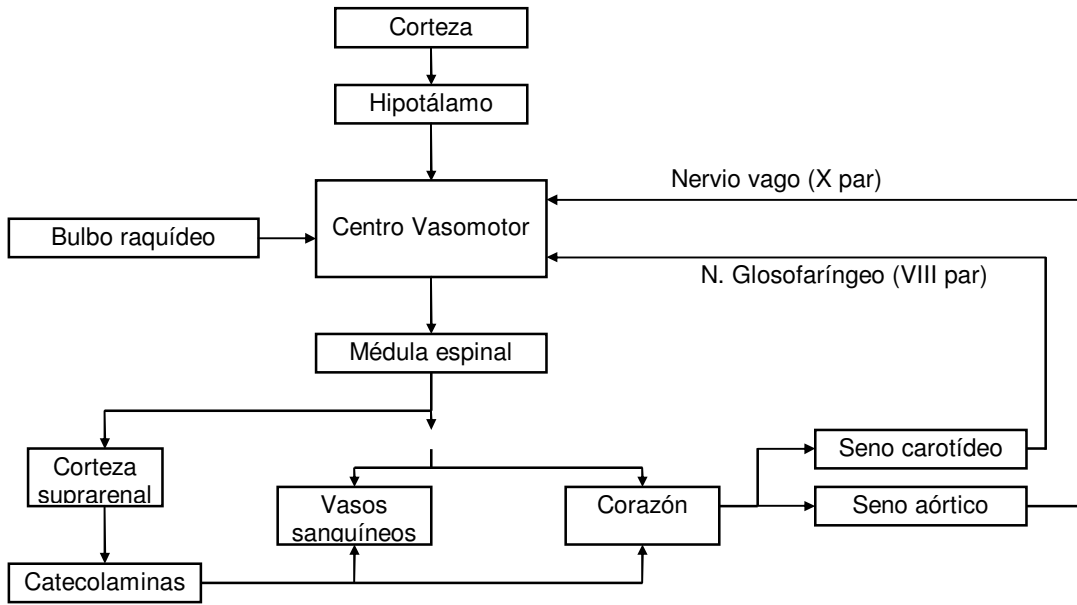 Corteza
Hipotálamo
Nervio vago (X par)
Centro Vasomotor
Bulbo raquídeo
N. Glosofaríngeo (VIII par)
Médula espinal
Corteza
suprarenal
Vasos
sanguíneos
Corazón
Seno carotídeo
Seno aórtico
Catecolaminas